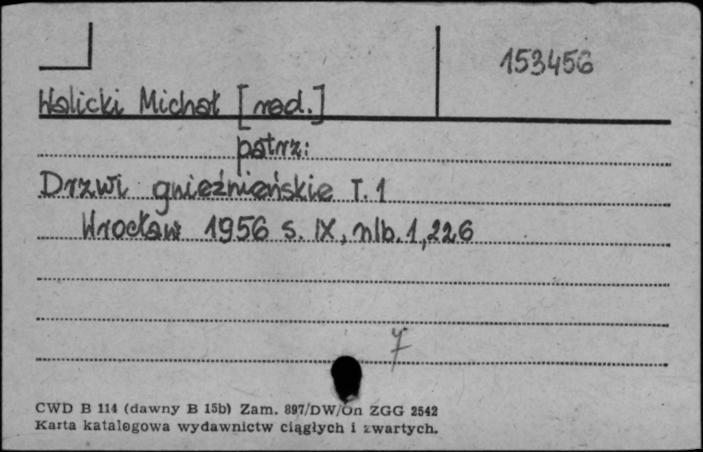 153456
Walicki Michał [red.]
patrz:
Drzwi gnieźnieńskie T. 1
Wrocław 1956 s. IX, nlb. 1, 226
7
CWD B 114 (dawny B 15b) Zam. 897/DW/On ZGG 2542
Karta katalogowa wydawnictw ciągłych i zwartych.